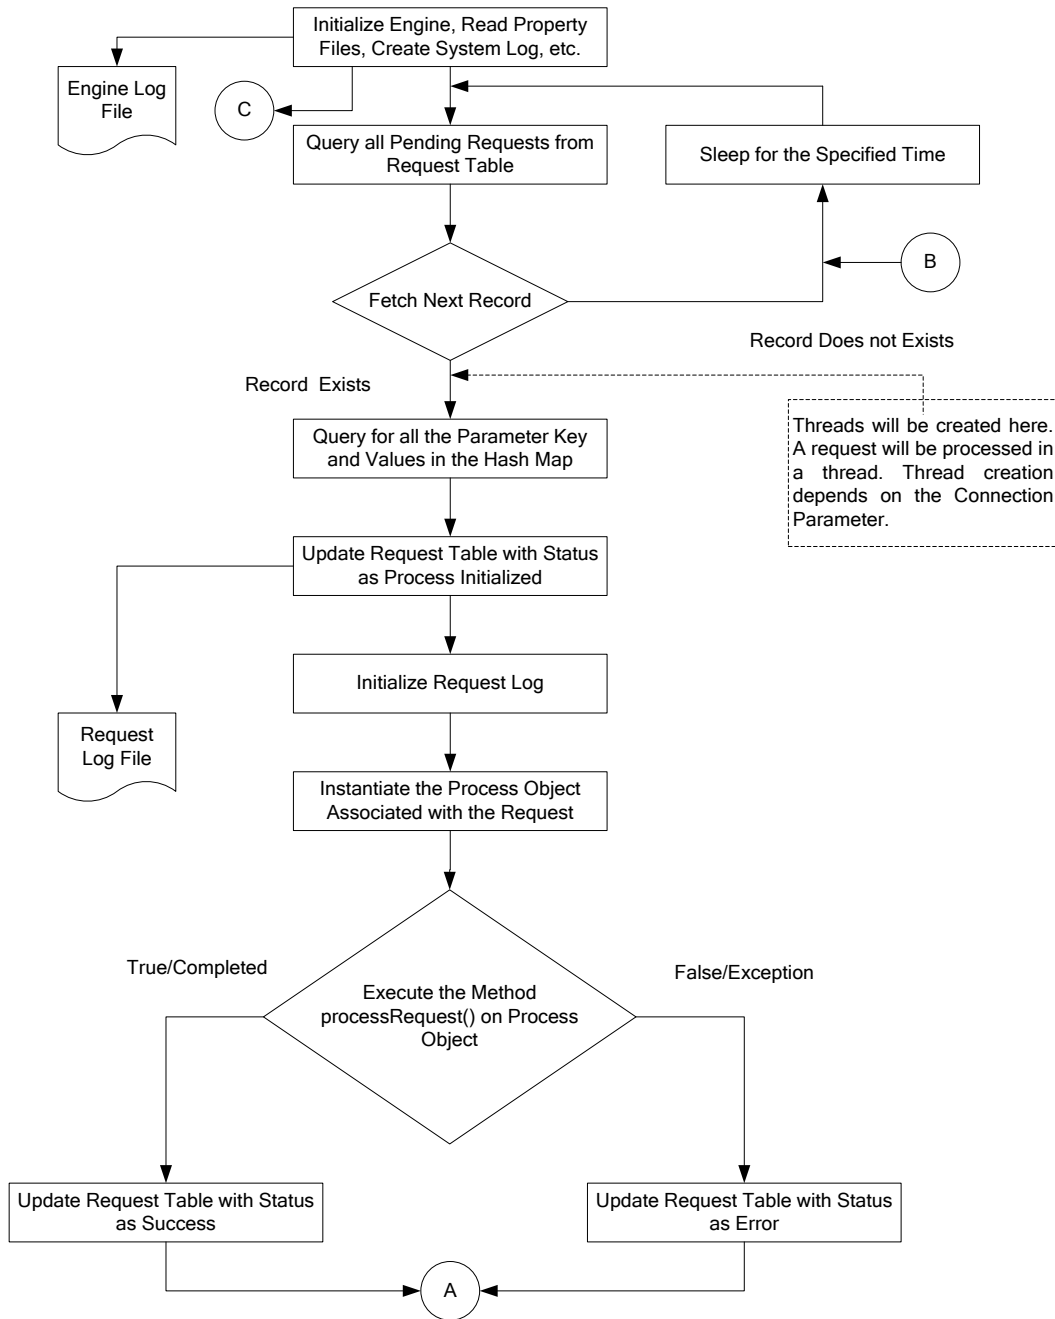 Initialize Engine, Read Property
Files, Create System Log, etc.
Engine Log
File
C
Query all Pending Requests from
Request Table
Sleep for the Specified Time
B
Fetch Next Record
Record Does not Exists
Record Exists
Threads will be created here.
A request will be processed in
a thread. Thread creation
depends on the Connection
Parameter.
Query for all the Parameter Key
and Values in the Hash Map
Update Request Table with Status
as Process Initialized
Initialize Request Log
Request
Log File
Instantiate the Process Object
Associated with the Request
True/Completed
False/Exception
Execute the Method
processRequest() on Process
Object
Update Request Table with Status
as Success
Update Request Table with Status
as Error
A